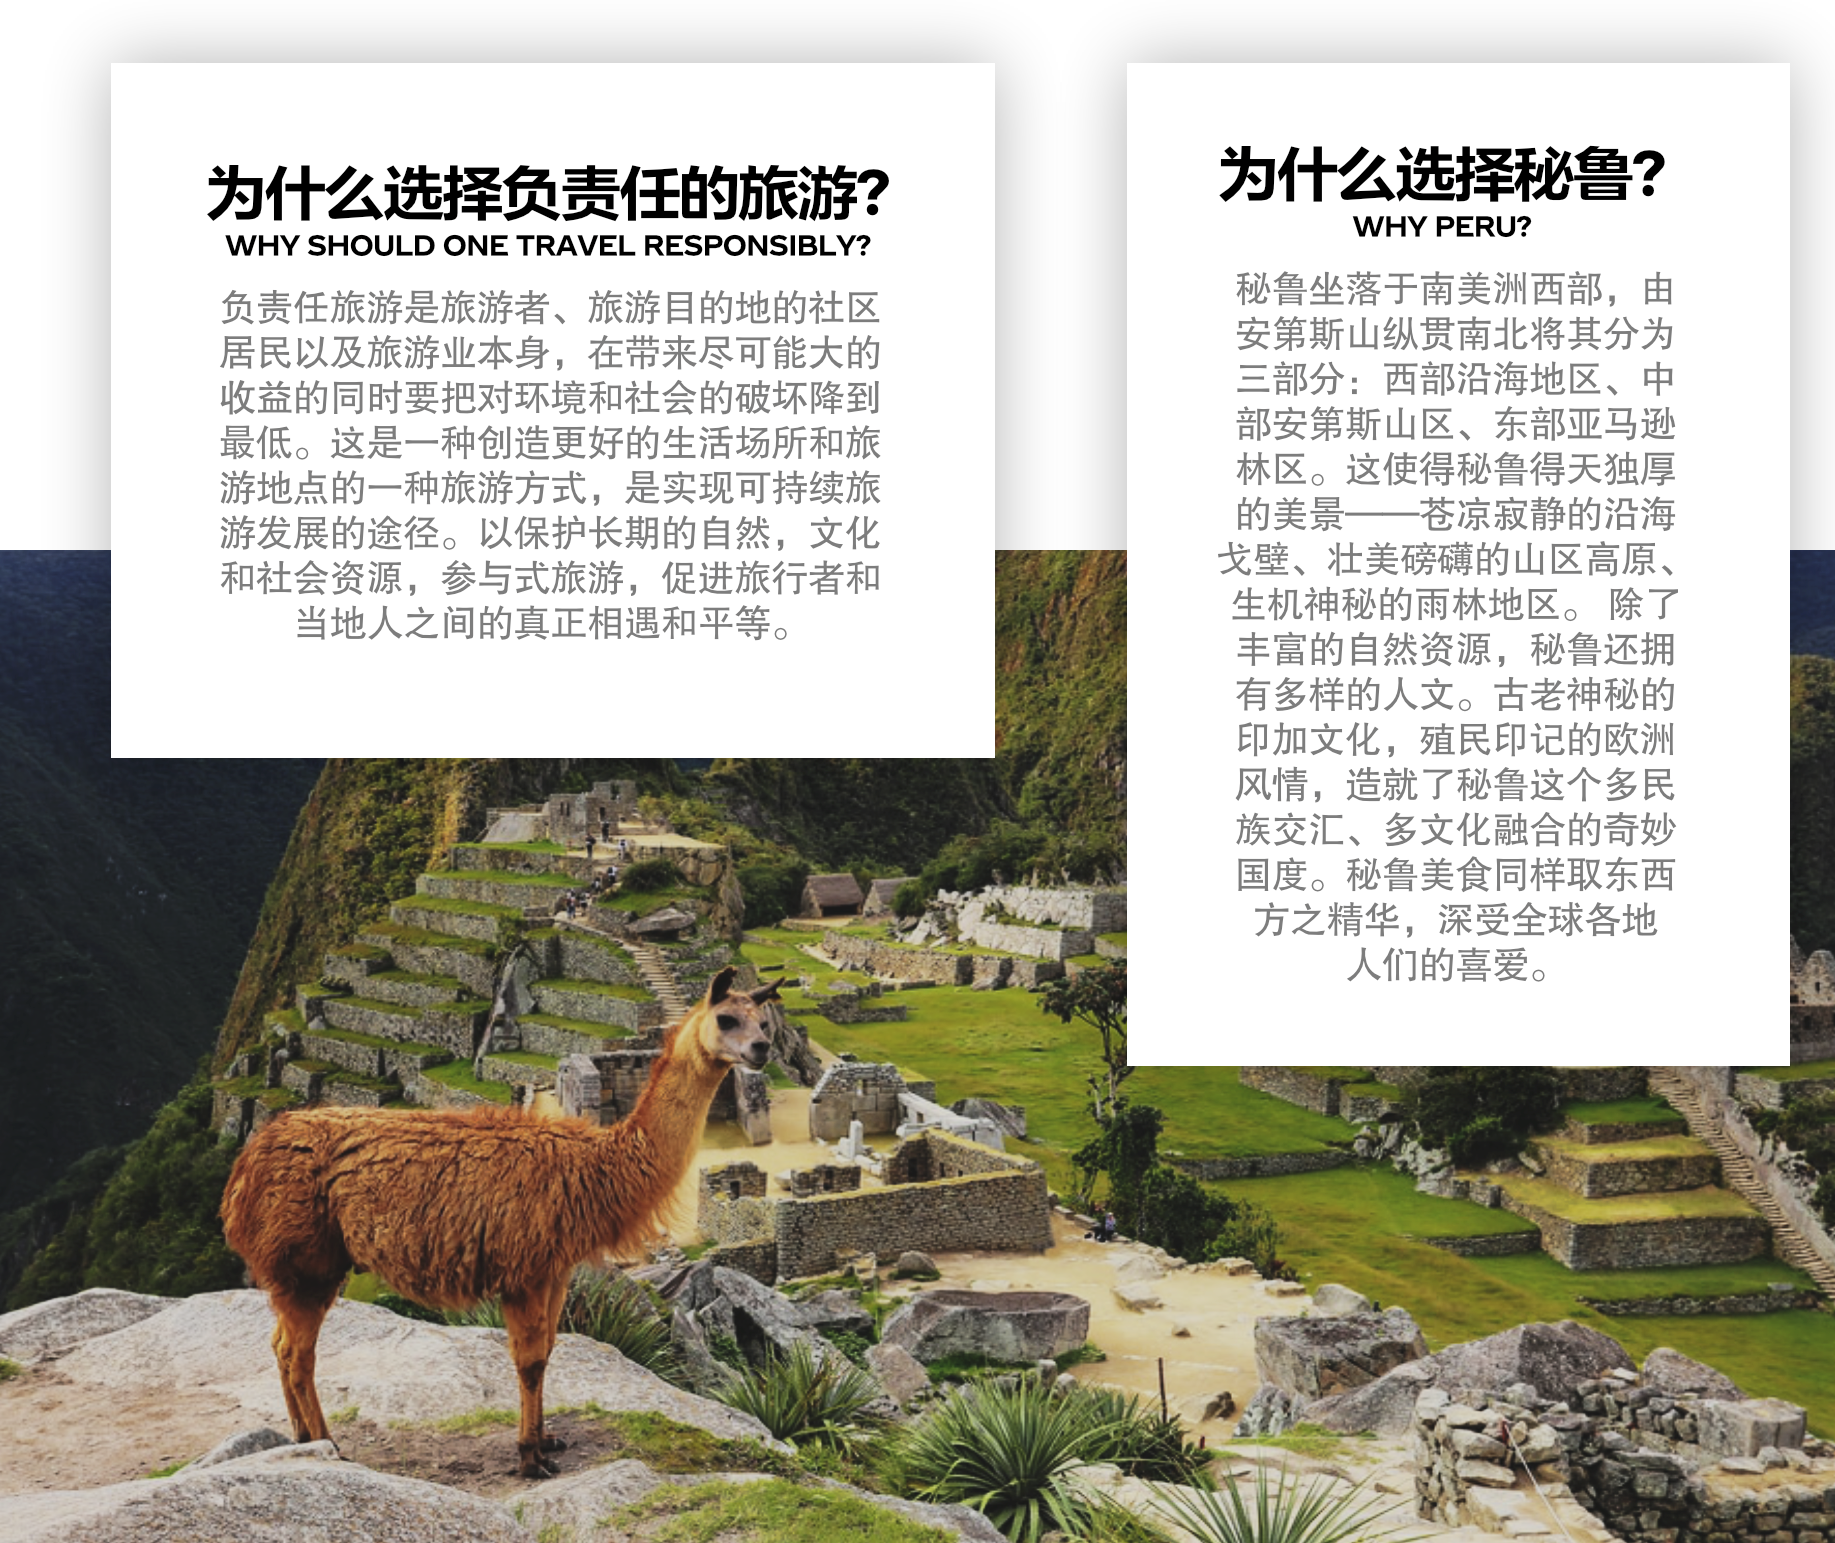 为什么选择负责任的旅游?
WHY SHOULD ONE TRAVEL RESPONSIBLY?
负责任旅游是旅游者、旅游目的地的社区
居民以及旅游业本身，在带来尽可能大的
收益的同时要把对环境和社会的破坏降到
最低。这是一种创造更好的生活场所和旅
游地点的一种旅游方式，是实现可持续旅
游发展的途径。以保护长期的自然，文化
和社会资源，参与式旅游，促进旅行者和
当地人之间的真正相遇和平等。
为什么选择秘鲁?
WHY PERU?
秘鲁坐落于南美洲西部，由
安第斯山纵贯南北将其分为
三部分：西部沿海地区、中
部安第斯山区、东部亚马逊
林区。这使得秘鲁得天独厚
的美景——苍凉寂静的沿海
戈壁、壮美磅礴的山区高原、
生机神秘的雨林地区。 除了
丰富的自然资源，秘鲁还拥
有多样的人文。古老神秘的
印加文化，殖民印记的欧洲
风情，造就了秘鲁这个多民
族交汇、多文化融合的奇妙
国度。秘鲁美食同样取东西
方之精华，深受全球各地
人们的喜爱。